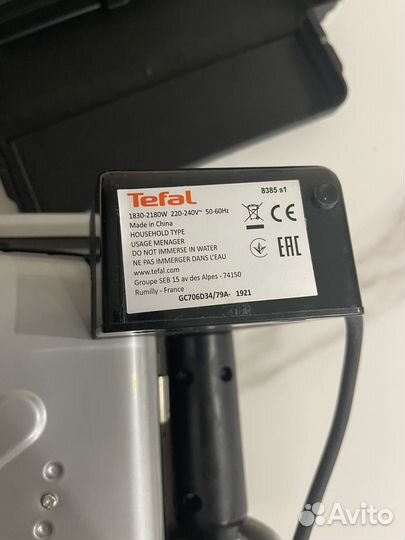 Tefal
8385 s1
1830-2180W 220-240V~ 50-60Hz
Made in China
HOUSEHOLD TYPE
USAGE MENAGER
DO NOT IMMERSE IN WATER
NE PAS IMMERGER DANS L'EAU
www.tefal.com
Groupe SEB 15 av des Alpes - 74150
Rumilly - France
GC706D34/79A- 1921
CE
EAC
Avito